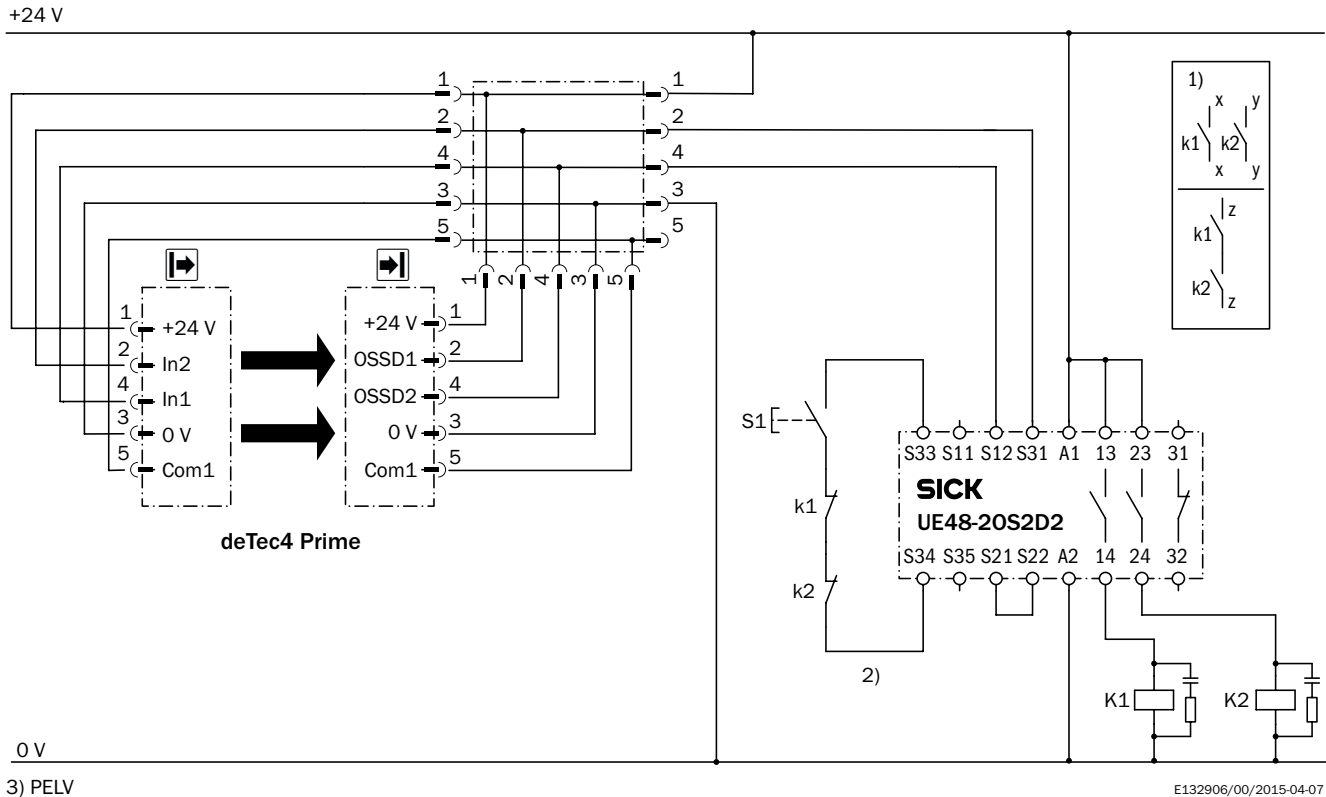 +24 V
1
2
4
3
5
1
2
4
3
5
1
2
4
3
5
1 +24 V
2 In2
4 In1
3 0 V
5 Com1
+24 V 1
OSSD1 2
OSSD2 4
0 V 3
Com1 5
deTec4 Prime
1)
x y
k1 k2
x y
z
k1
k2
z
S1
k1
k2
2)
S33 S11 S12 S31 A1 13 23 31
SICK
UE48-2OS2D2
S34 S35 S21 S22 A2 14 24 32
K1
K2
0 V
3) PELV
E132906/00/2015-04-07